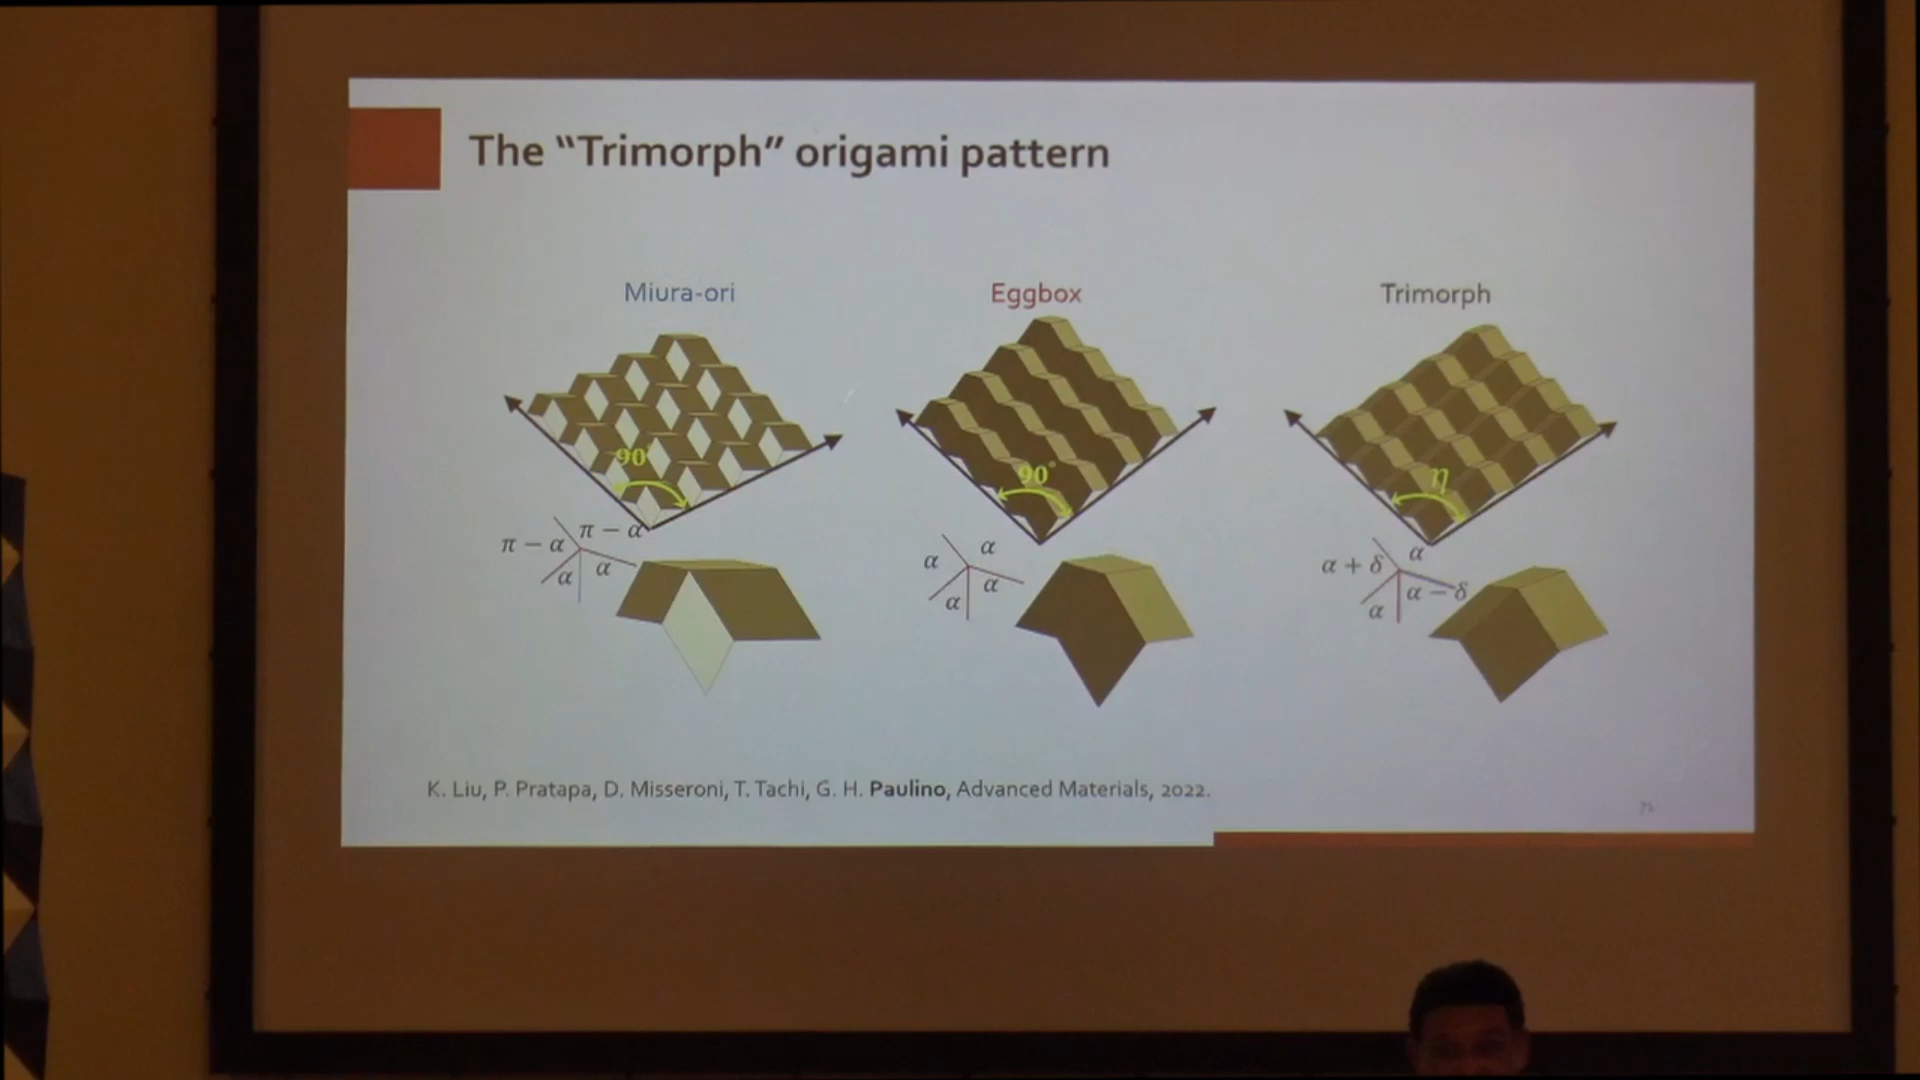 The “Trimorph” origami pattern
Miura-ori
Eggbox
Trimorph
90
90°
η
π − α
π − α
α
α
α
α
α
α
α
α + δ
α − δ
α
K. Liu, P. Pratapa, D. Misseroni, T. Tachi, G. H. Paulino, Advanced Materials, 2022.